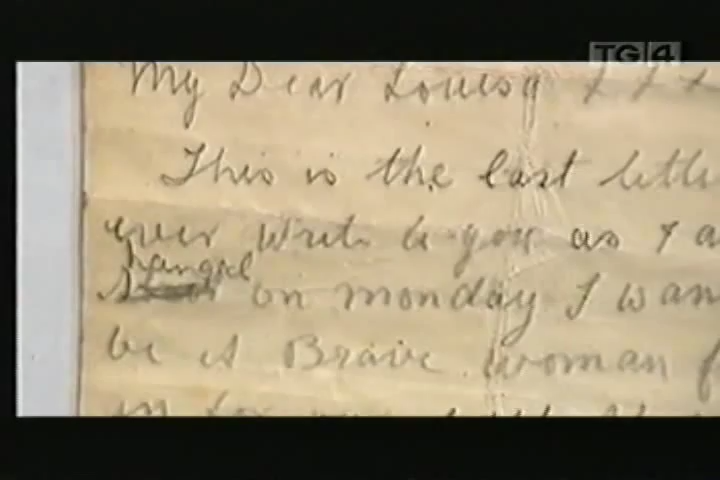 TG4
My Dear Louisa x x x
This is the last lette
ever write to you as I a
hanged
on monday I wan
be A Brave woman f